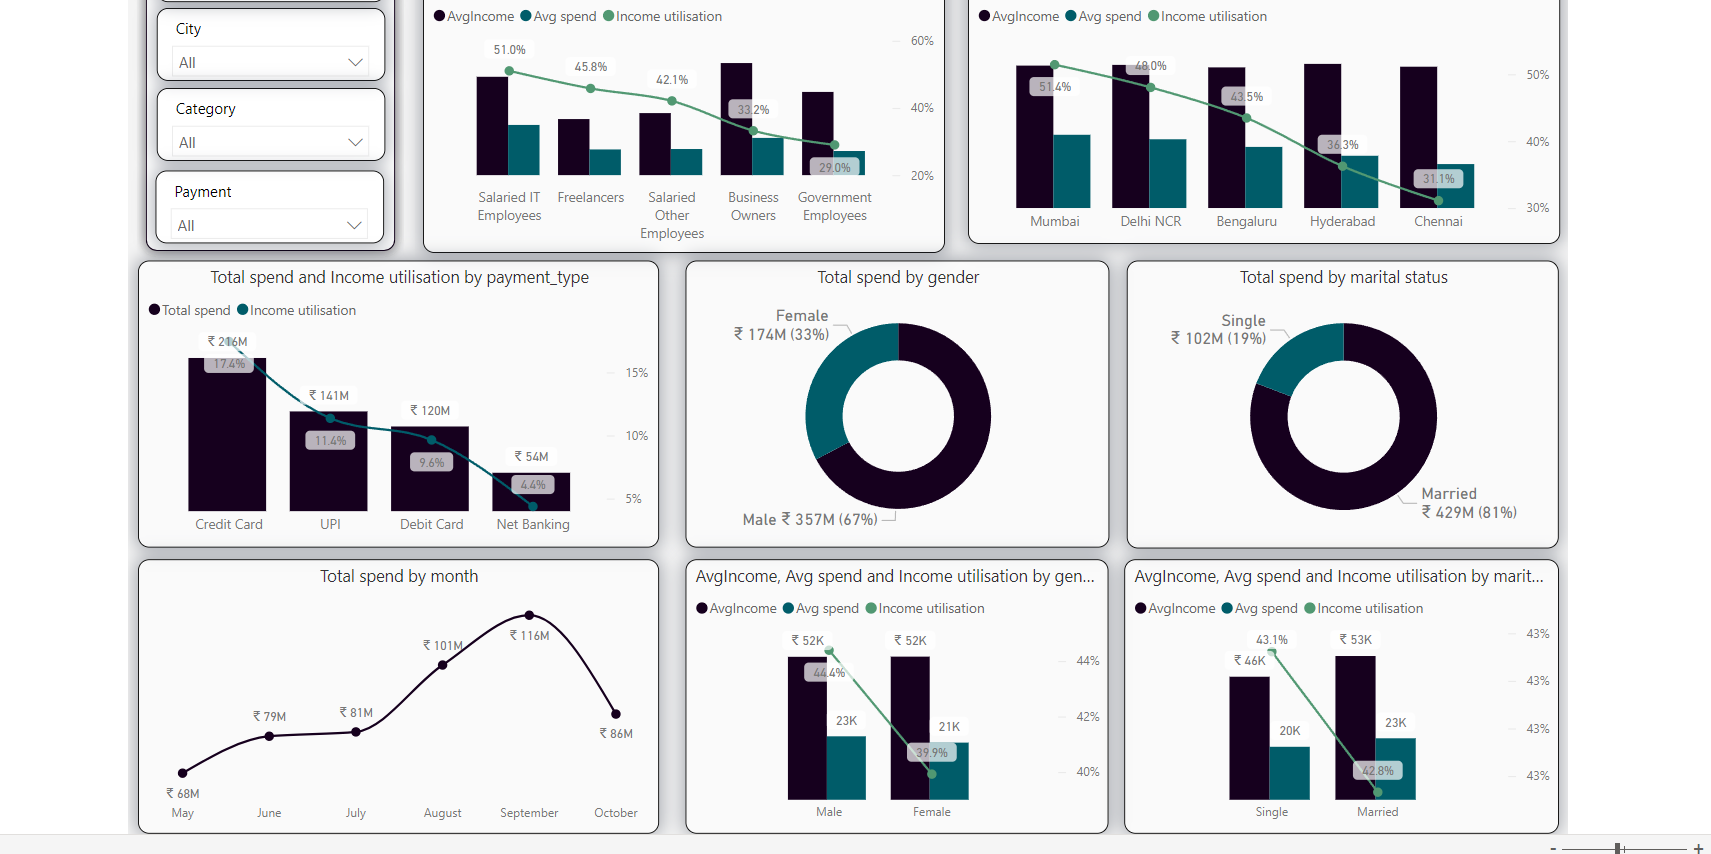 City
All
Category
All
Payment
All
AvgIncome Avg spend Income utilisation
60%
40%
20%
51.0%
45.8%
42.1%
33.2%
29.0%
Salaried IT
Employees
Freelancers
Salaried
Other
Employees
Business
Owners
Government
Employees
AvgIncome Avg spend Income utilisation
50%
40%
30%
51.4%
48.0%
43.5%
36.3%
31.1%
Mumbai
Delhi NCR
Bengaluru
Hyderabad
Chennai
Total spend and Income utilisation by payment_type
Total spend Income utilisation
₹ 216M
17.4%
₹ 141M
11.4%
₹ 120M
9.6%
₹ 54M
4.4%
15%
10%
5%
Credit Card
UPI
Debit Card
Net Banking
Total spend by gender
Female
₹ 174M (33%)
Male ₹ 357M (67%)
Total spend by marital status
Single
₹ 102M (19%)
Married
₹ 429M (81%)
Total spend by month
₹ 68M
₹ 79M
₹ 81M
₹ 101M
₹ 116M
₹ 86M
May
June
July
August
September
October
AvgIncome, Avg spend and Income utilisation by gen...
AvgIncome Avg spend Income utilisation
₹ 52K
₹ 52K
44.4%
23K
21K
39.9%
44%
42%
40%
Male
Female
AvgIncome, Avg spend and Income utilisation by marit...
AvgIncome Avg spend Income utilisation
43.1%
₹ 46K
₹ 53K
20K
23K
42.8%
43%
43%
43%
43%
Single
Married
- +